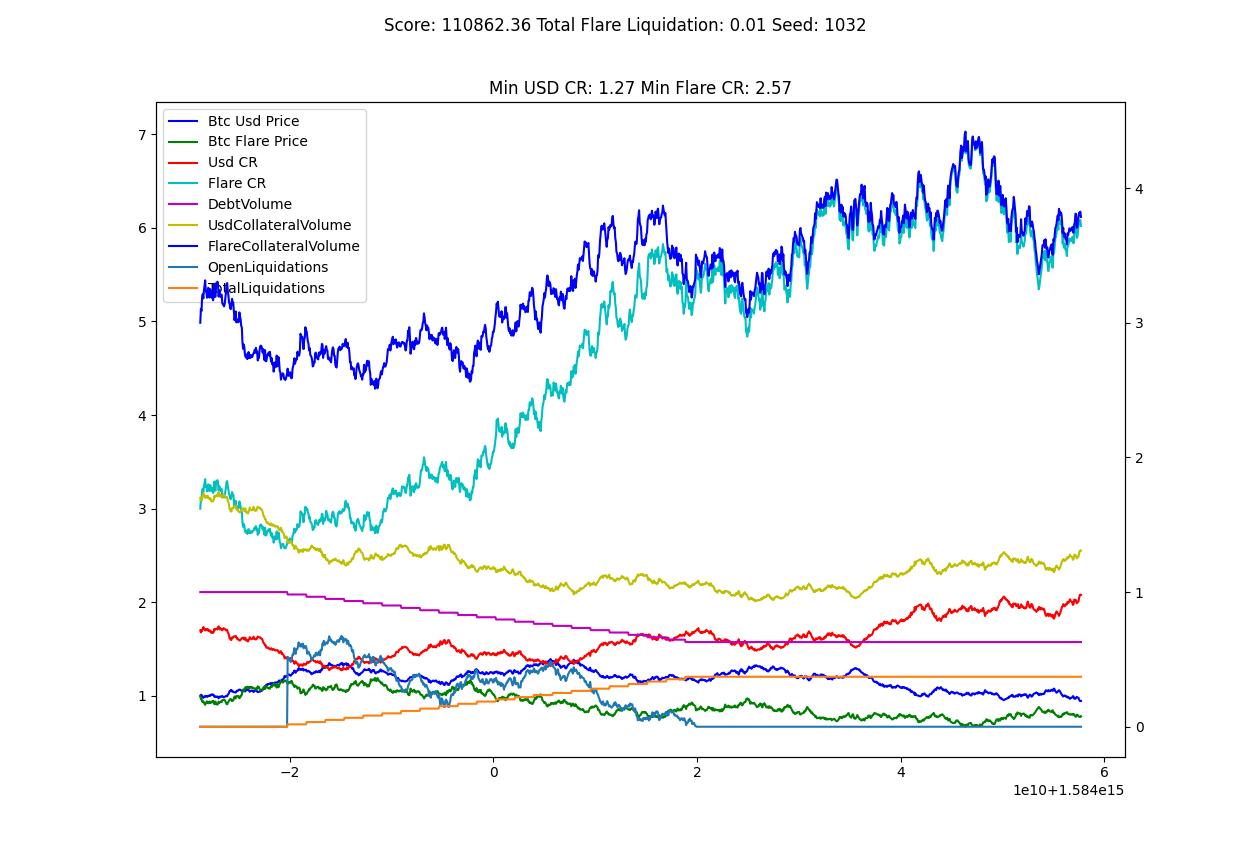 Score: 110862.36 Total Flare Liquidation: 0.01 Seed: 1032
Min USD CR: 1.27 Min Flare CR: 2.57
Btc Usd Price
Btc Flare Price
Usd CR
Flare CR
DebtVolume
UsdCollateralVolume
FlareCollateralVolume
OpenLiquidations
TotalLiquidations
7
6
5
4
3
2
1
4
3
2
1
0
−2
0
2
4
6
1e10+1.584e15